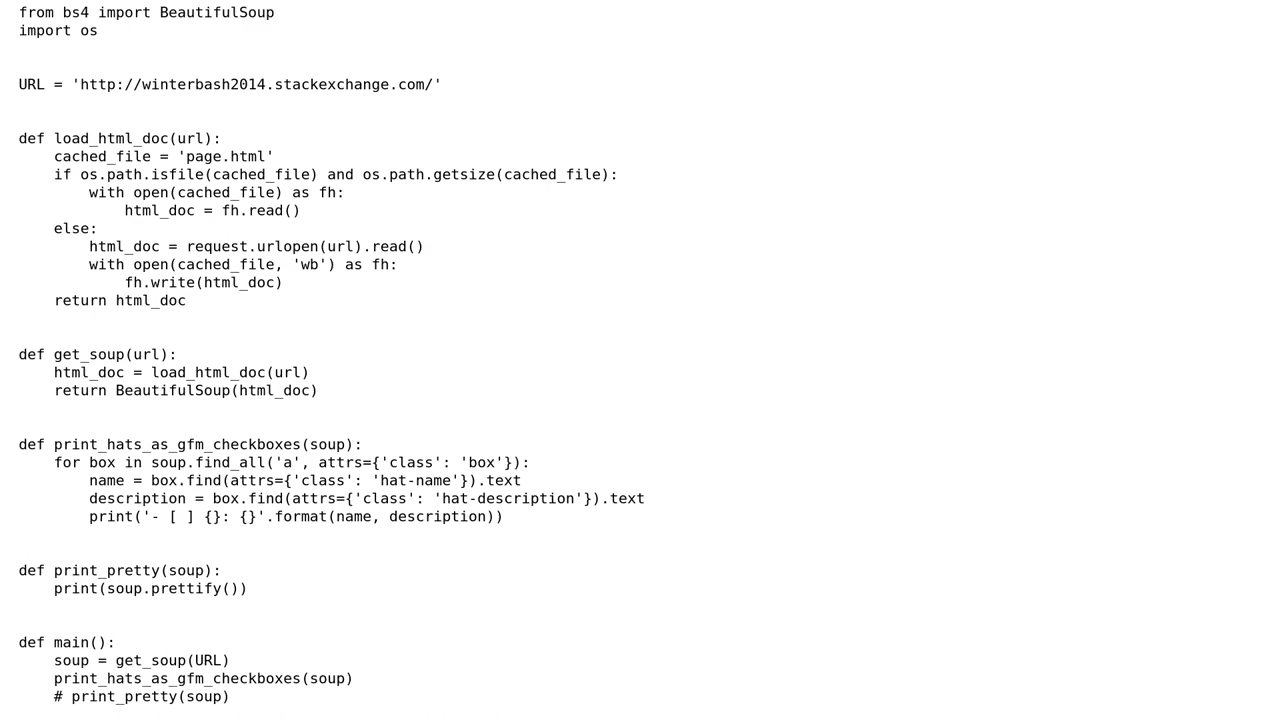 from bs4 import BeautifulSoup
import os
URL = 'http://winterbash2014.stackexchange.com/'
def load_html_doc(url):
    cached_file = 'page.html'
    if os.path.isfile(cached_file) and os.path.getsize(cached_file):
        with open(cached_file) as fh:
            html_doc = fh.read()
    else:
        html_doc = request.urlopen(url).read()
        with open(cached_file, 'wb') as fh:
            fh.write(html_doc)
    return html_doc
def get_soup(url):
    html_doc = load_html_doc(url)
    return BeautifulSoup(html_doc)
def print_hats_as_gfm_checkboxes(soup):
    for box in soup.find_all('a', attrs={'class': 'box'}):
        name = box.find(attrs={'class': 'hat-name'}).text
        description = box.find(attrs={'class': 'hat-description'}).text
        print('- [ ] {}: {}'.format(name, description))
def print_pretty(soup):
    print(soup.prettify())
def main():
    soup = get_soup(URL)
    print_hats_as_gfm_checkboxes(soup)
    # print_pretty(soup)